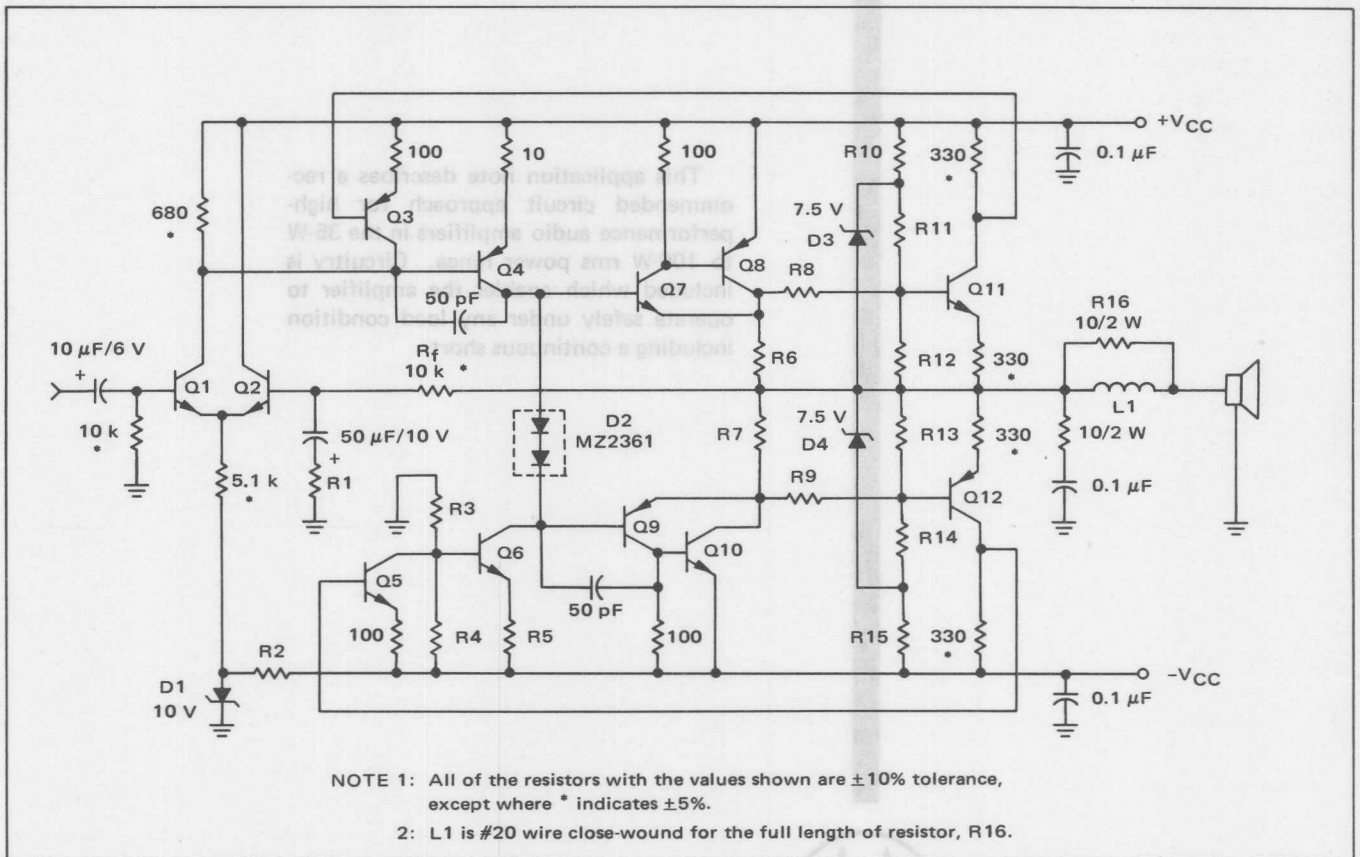 +VCC
100
10
100
R10
330
*
0.1 µF
This application note describes a rec-
ommended circuit approach for high-
performance audio amplifiers in the 35-W
to 100-W rms power range. Circuitry is
included which enables the amplifier to
operate safely under any load condition
including a continuous short.
680
*
Q3
7.5 V
D3
R11
Q4
Q7
Q8
R8
Q11
50 pF
R16
10/2 W
10 µF/6 V
+
Rf
10 k
*
R6
R12
330
*
Q1
Q2
L1
10 k
*
50 µF/10 V
+
D2
MZ2361
R7
7.5 V
D4
R13
330
*
10/2 W
5.1 k
*
R1
R9
Q12
0.1 µF
R3
Q9
R14
Q6
Q10
Q5
50 pF
100
R4
R5
100
R15
330
*
R2
-VCC
D1
10 V
0.1 µF
NOTE 1: All of the resistors with the values shown are ±10% tolerance,
except where * indicates ±5%.
2: L1 is #20 wire close-wound for the full length of resistor, R16.